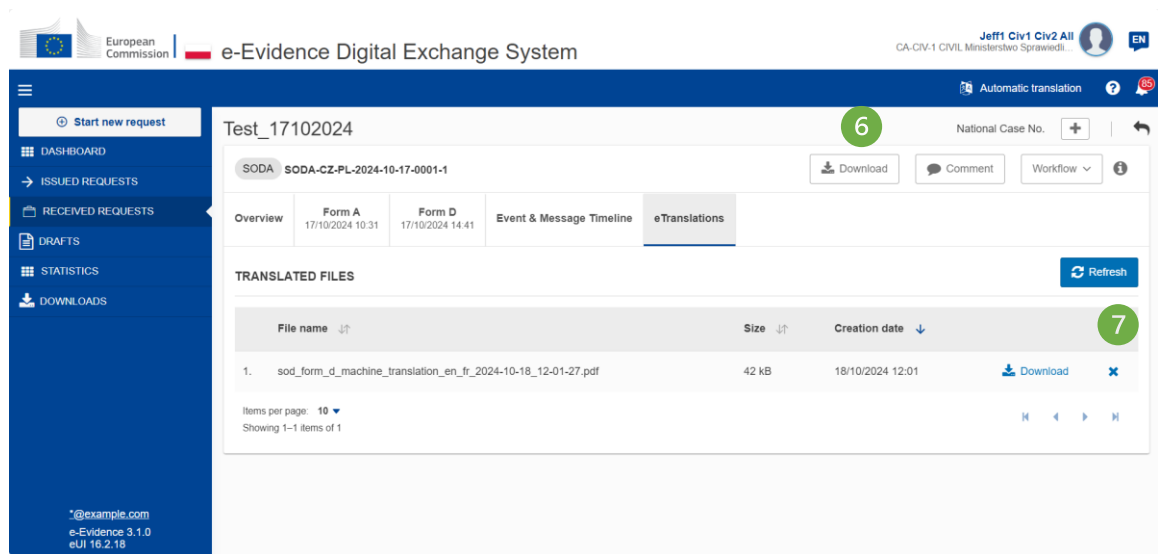 European
Commission
e-Evidence Digital Exchange System
Jeff1 Civ1 Civ2 All
CA-CIV-1 CIVIL Ministerstwo Sprawiedli...
EN
Automatic translation
?
85
Start new request
DASHBOARD
ISSUED REQUESTS
RECEIVED REQUESTS
DRAFTS
STATISTICS
DOWNLOADS
*@example.com
e-Evidence 3.1.0
eUI 16.2.18
Test_17102024
6
National Case No.
SODA SODA-CZ-PL-2024-10-17-0001-1
Download
Comment
Workflow
Overview
Form A
17/10/2024 10:31
Form D
17/10/2024 14:41
Event & Message Timeline
eTranslations
TRANSLATED FILES
Refresh
File name
Size
Creation date
7
1. sod_form_d_machine_translation_en_fr_2024-10-18_12-01-27.pdf 42 kB 18/10/2024 12:01 Download
Items per page: 10
Showing 1–1 items of 1